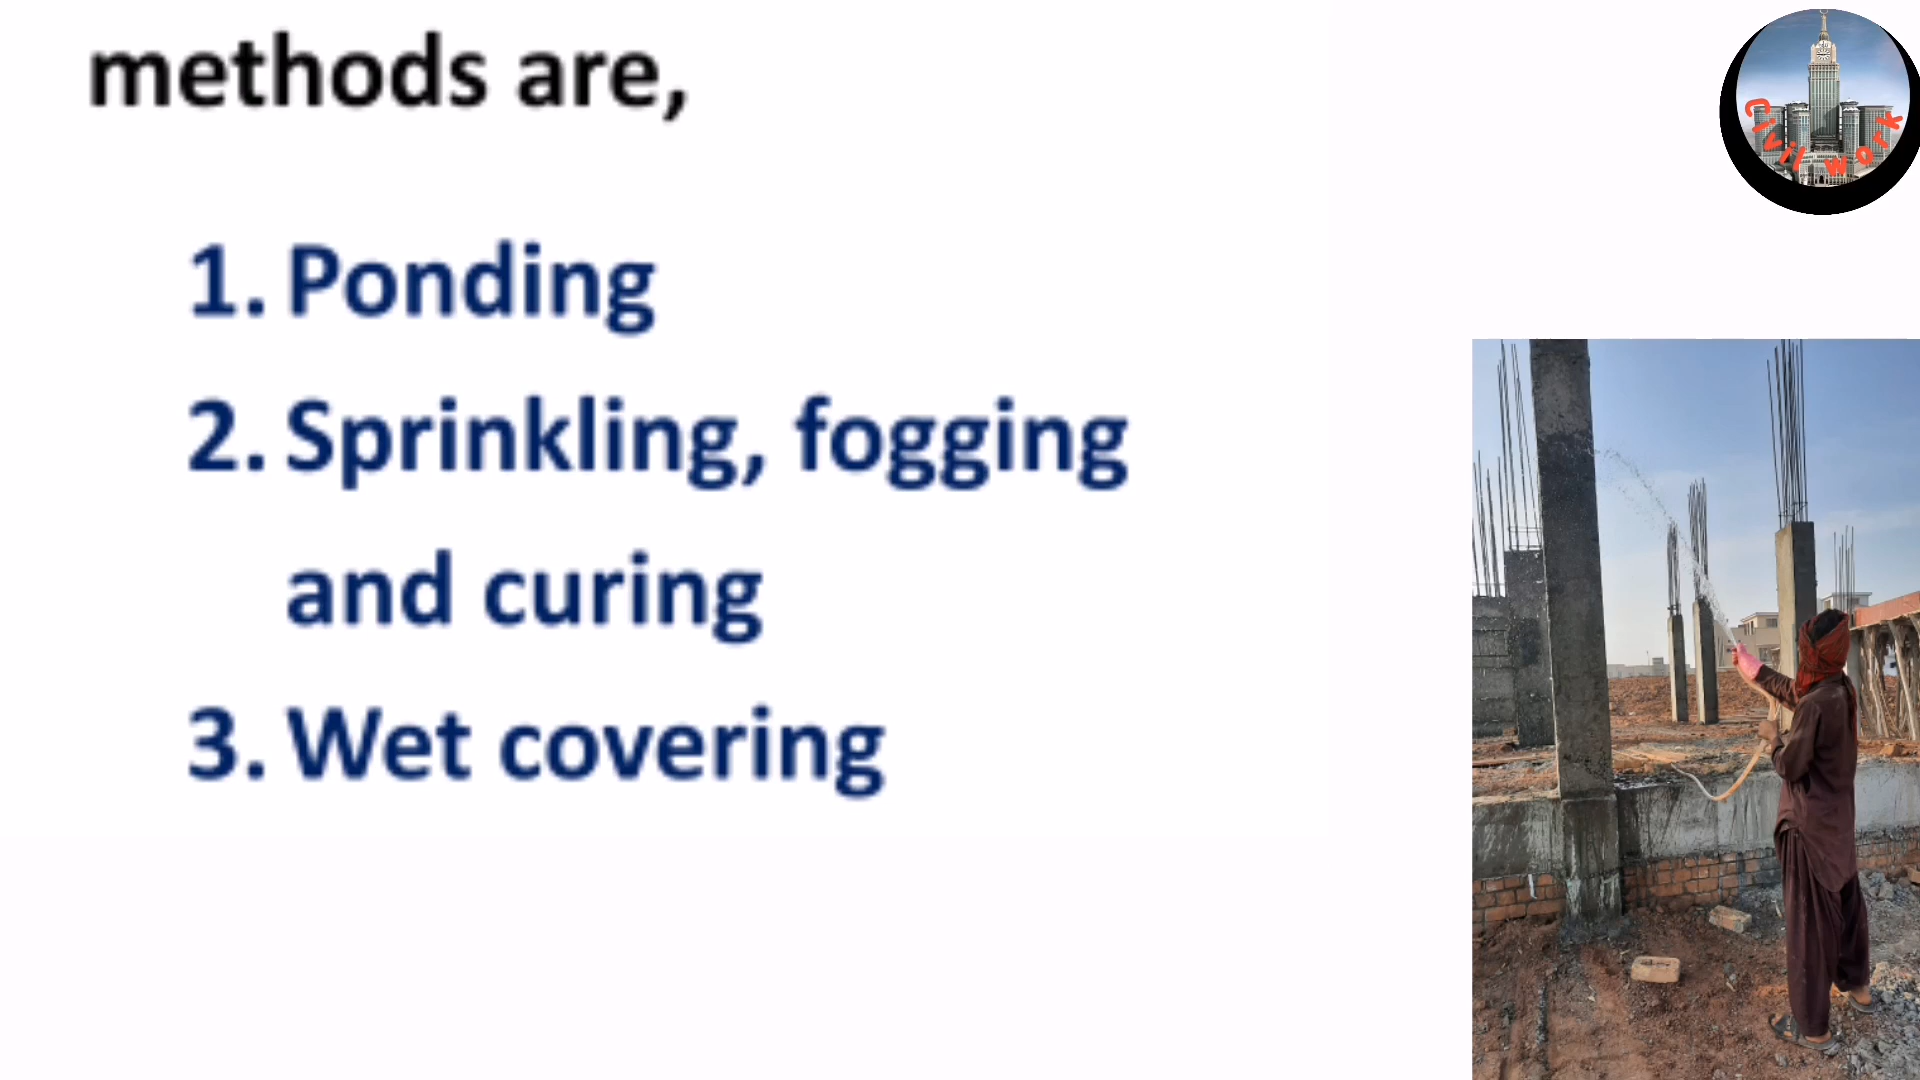 methods are,
1. Ponding
2. Sprinkling, fogging
and curing
3. Wet covering
Civil work